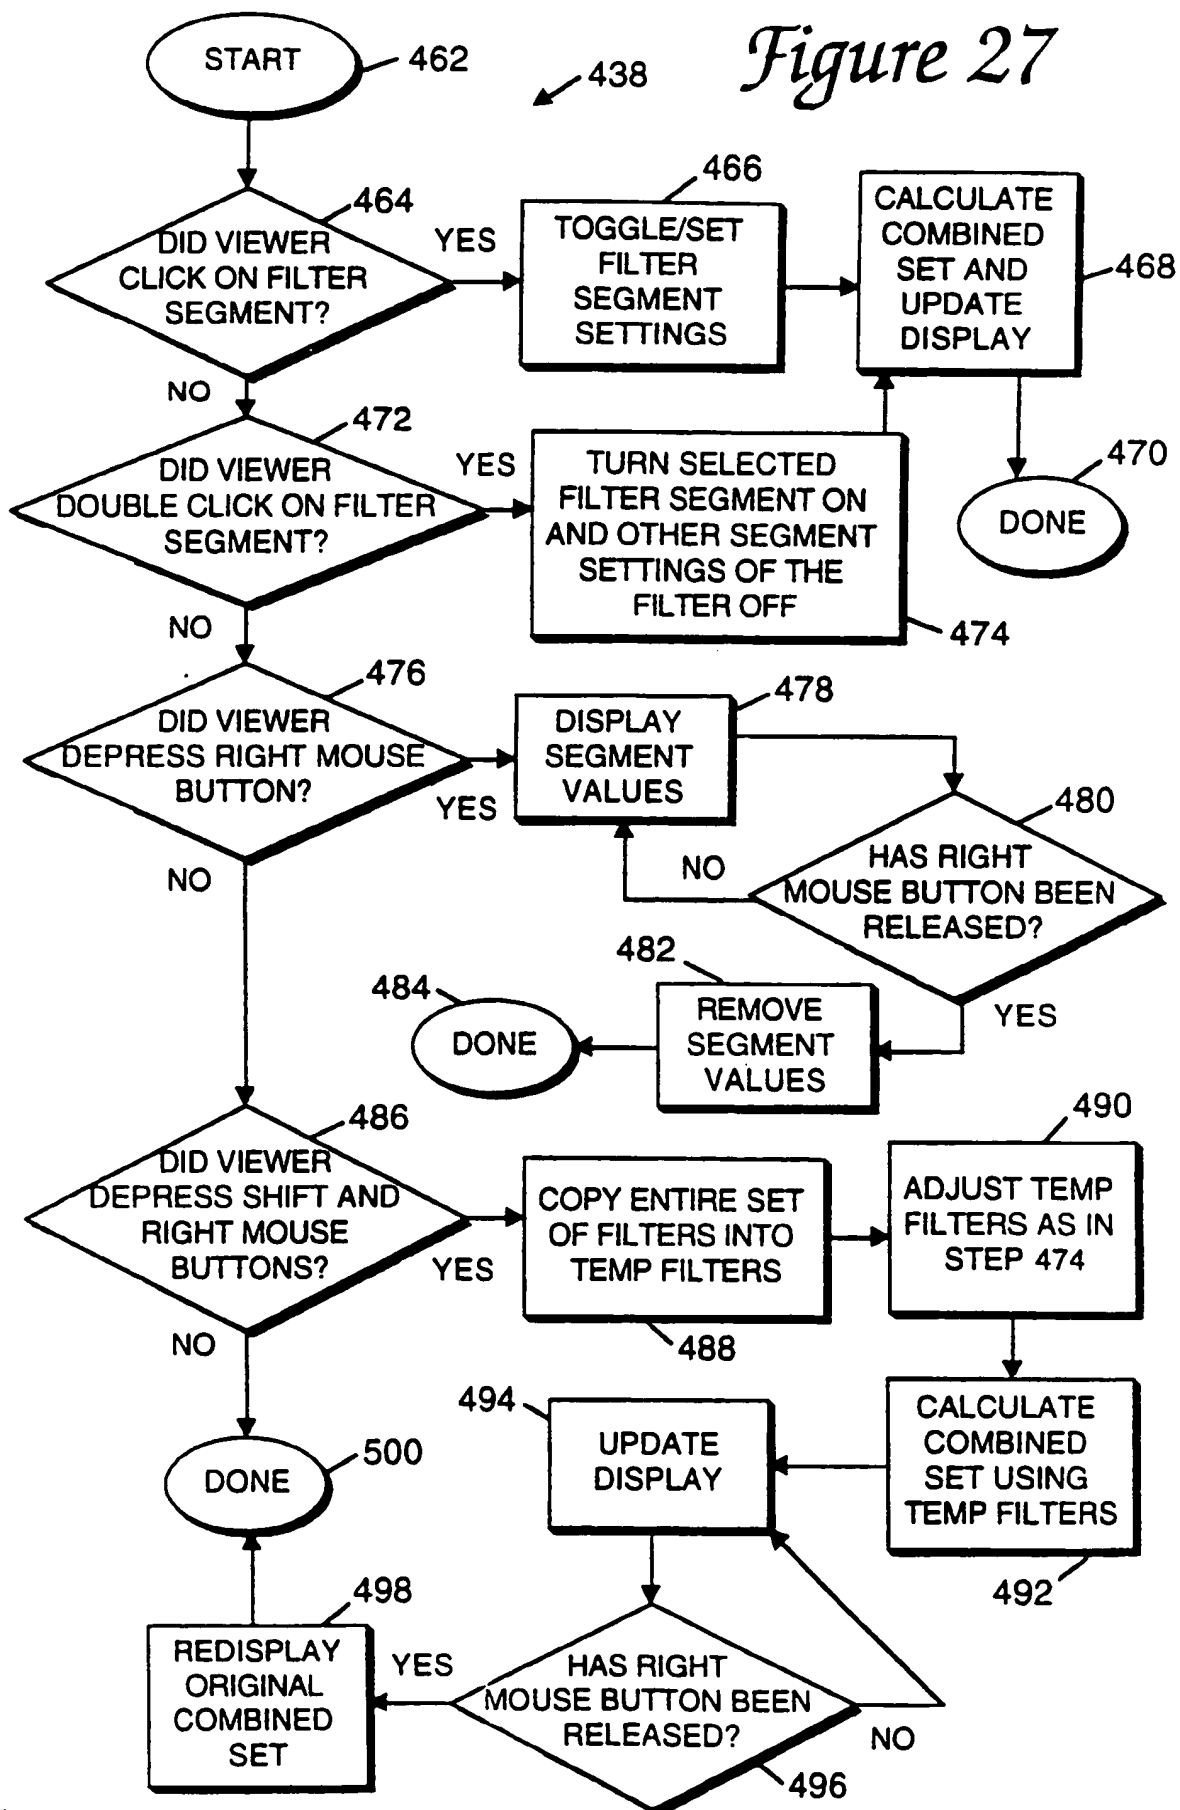 Figure 27
START
462
438
464
DID VIEWER
CLICK ON FILTER
SEGMENT?
YES
NO
466
TOGGLE/SET
FILTER
SEGMENT
SETTINGS
CALCULATE
COMBINED
SET AND
UPDATE
DISPLAY
468
470
DONE
472
DID VIEWER
DOUBLE CLICK ON FILTER
SEGMENT?
YES
NO
TURN SELECTED
FILTER SEGMENT ON
AND OTHER SEGMENT
SETTINGS OF THE
FILTER OFF
474
476
DID VIEWER
DEPRESS RIGHT MOUSE
BUTTON?
YES
NO
478
DISPLAY
SEGMENT
VALUES
480
HAS RIGHT
MOUSE BUTTON BEEN
RELEASED?
NO
YES
482
REMOVE
SEGMENT
VALUES
484
DONE
486
DID VIEWER
DEPRESS SHIFT AND
RIGHT MOUSE
BUTTONS?
YES
NO
COPY ENTIRE SET
OF FILTERS INTO
TEMP FILTERS
488
490
ADJUST TEMP
FILTERS AS IN
STEP 474
CALCULATE
COMBINED
SET USING
TEMP FILTERS
492
494
UPDATE
DISPLAY
HAS RIGHT
MOUSE BUTTON BEEN
RELEASED?
496
NO
YES
498
REDISPLAY
ORIGINAL
COMBINED
SET
500
DONE